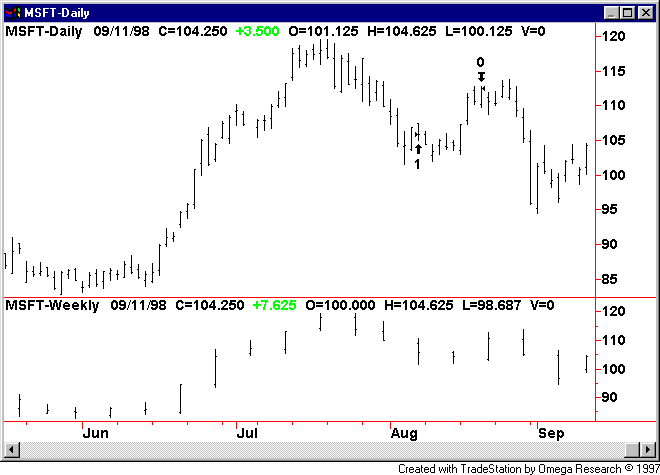 MSFT-Daily
MSFT-Daily 09/11/98 C=104.250 +3.500 O=101.125 H=104.625 L=100.125 V=0
120
115
110
105
100
95
90
85
0
1
MSFT-Weekly 09/11/98 C=104.250 +7.625 O=100.000 H=104.625 L=98.687 V=0
120
110
100
90
Jun Jul Aug Sep
Created with TradeStation by Omega Research © 1997